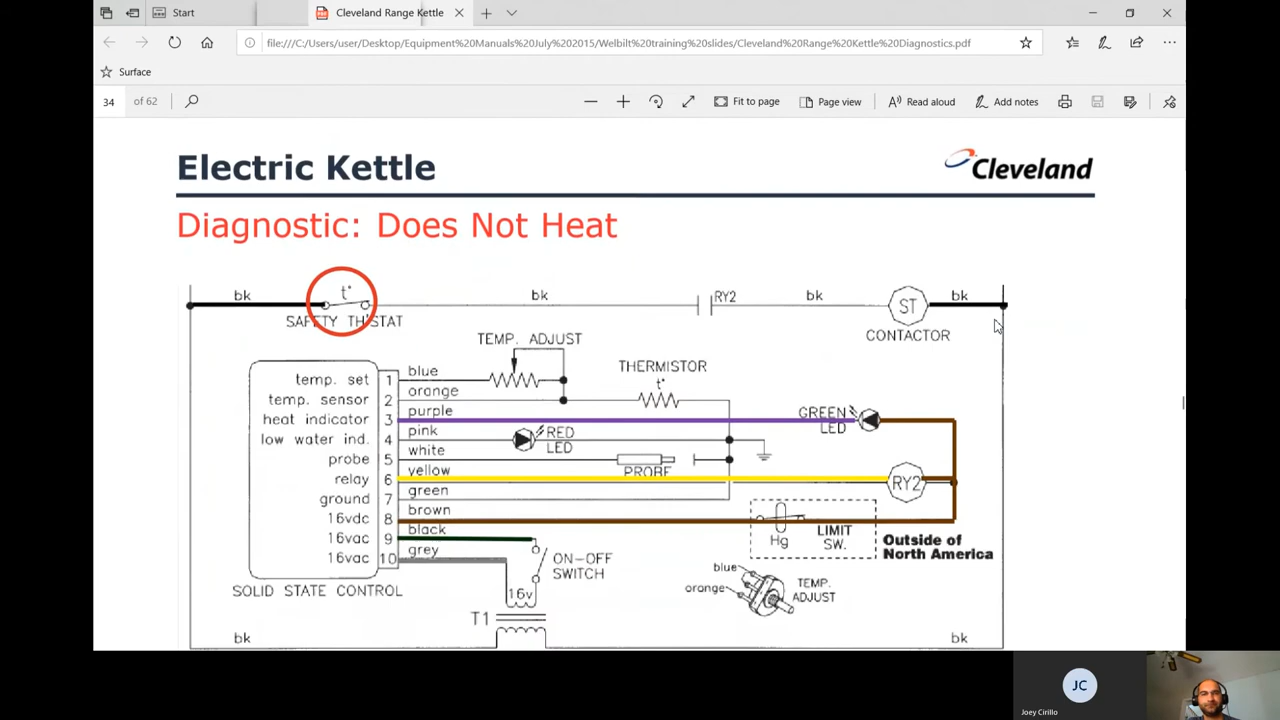 Start
Cleveland Range Kettle
file:///C:/Users/user/Desktop/Equipment%20Manuals%20July%202015/Welbilt%20training%20slides/Cleveland%20Range%20Kettle%20Diagnostics.pdf
Surface
34 of 62
Fit to page
Page view
Read aloud
Add notes
Electric Kettle
Cleveland
Diagnostic: Does Not Heat
bk
t°
bk
RY2
bk
ST
bk
SAFETY TH'STAT
CONTACTOR
TEMP. ADJUST
THERMISTOR
t°
temp. set 1 blue
temp. sensor 2 orange
heat indicator 3 purple
GREEN LED
low water ind. 4 pink
RED LED
probe 5 white
PROBE
relay 6 yellow
RY2
ground 7 green
16vdc 8 brown
Hg
LIMIT SW.
Outside of
North America
16vac 9 black
16vac 10 grey
ON-OFF
SWITCH
blue
orange
TEMP.
ADJUST
SOLID STATE CONTROL
16v
T1
bk
bk
JC
Joey Cirillo